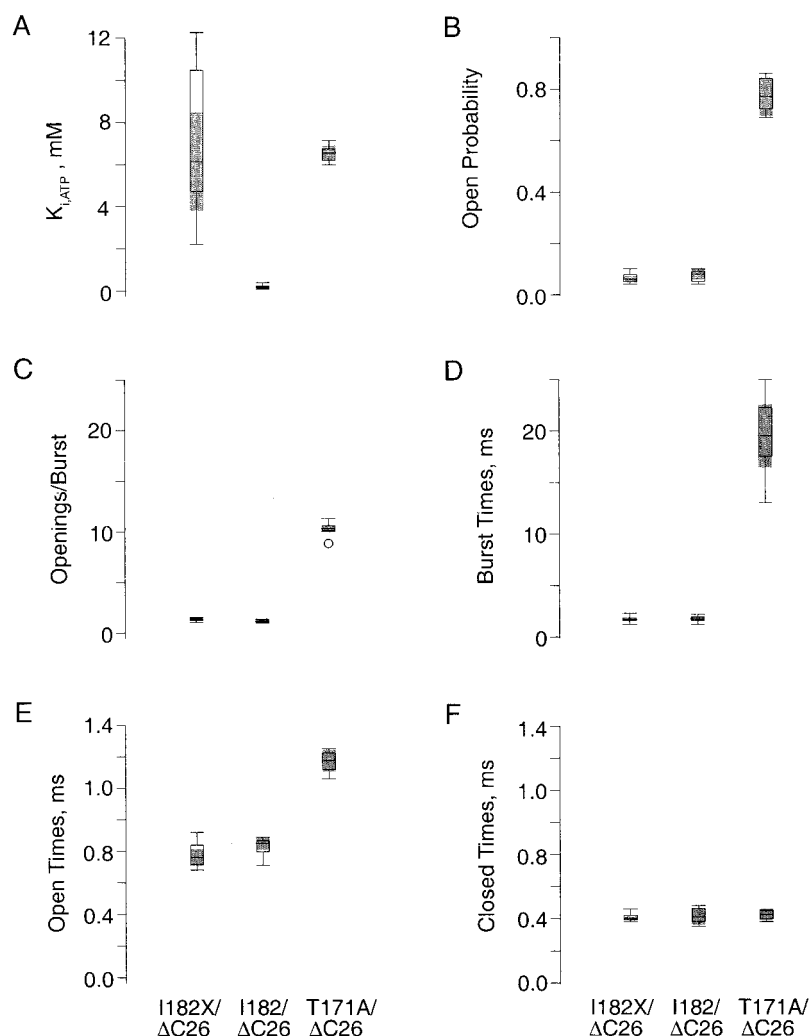 A
12
8
4
0
K i,ATP , mM
B
0.8
0.4
0.0
Open Probability
C
20
10
0
Openings/Burst
D
20
10
0
Burst Times, ms
E
1.4
1.0
0.8
0.4
0.0
Open Times, ms
F
1.4
1.0
0.8
0.4
0.0
Closed Times, ms
I182X/ I182/ T171A/
ΔC26 ΔC26 ΔC26
I182X/ I182/ T171A/
ΔC26 ΔC26 ΔC26